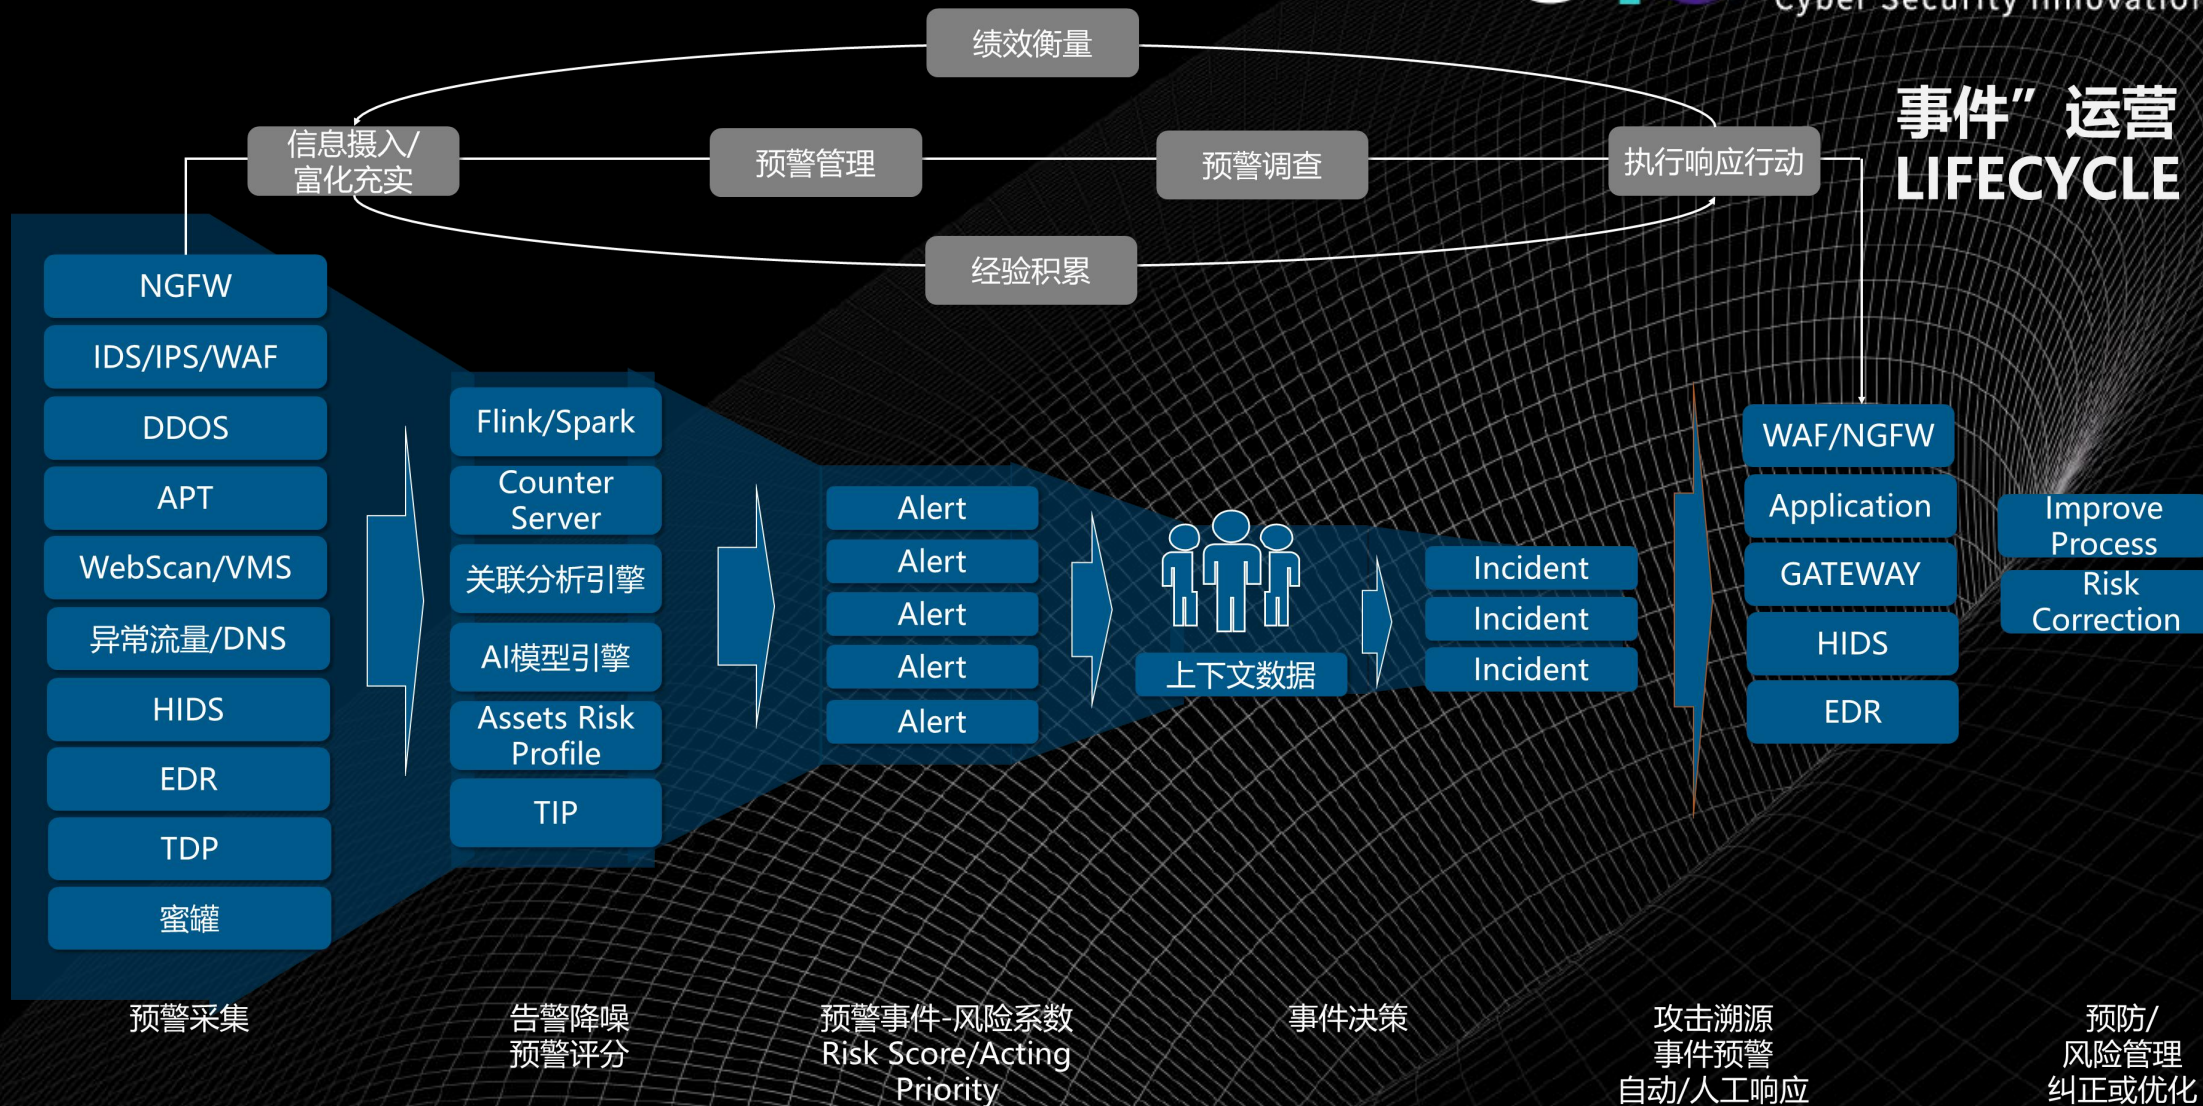 Cyber Security Innovation
事件”运营
LIFECYCLE
绩效衡量
信息摄入/
富化充实
预警管理
预警调查
执行响应行动
经验积累
NGFW
IDS/IPS/WAF
DDOS
APT
WebScan/VMS
异常流量/DNS
HIDS
EDR
TDP
蜜罐
Flink/Spark
Counter
Server
关联分析引擎
AI模型引擎
Assets Risk
Profile
TIP
Alert
Alert
Alert
Alert
Alert
上下文数据
Incident
Incident
Incident
WAF/NGFW
Application
GATEWAY
HIDS
EDR
Improve
Process
Risk
Correction
预警采集
告警降噪
预警评分
预警事件-风险系数
Risk Score/Acting
Priority
事件决策
攻击溯源
事件预警
自动/人工响应
预防/
风险管理
纠正或优化